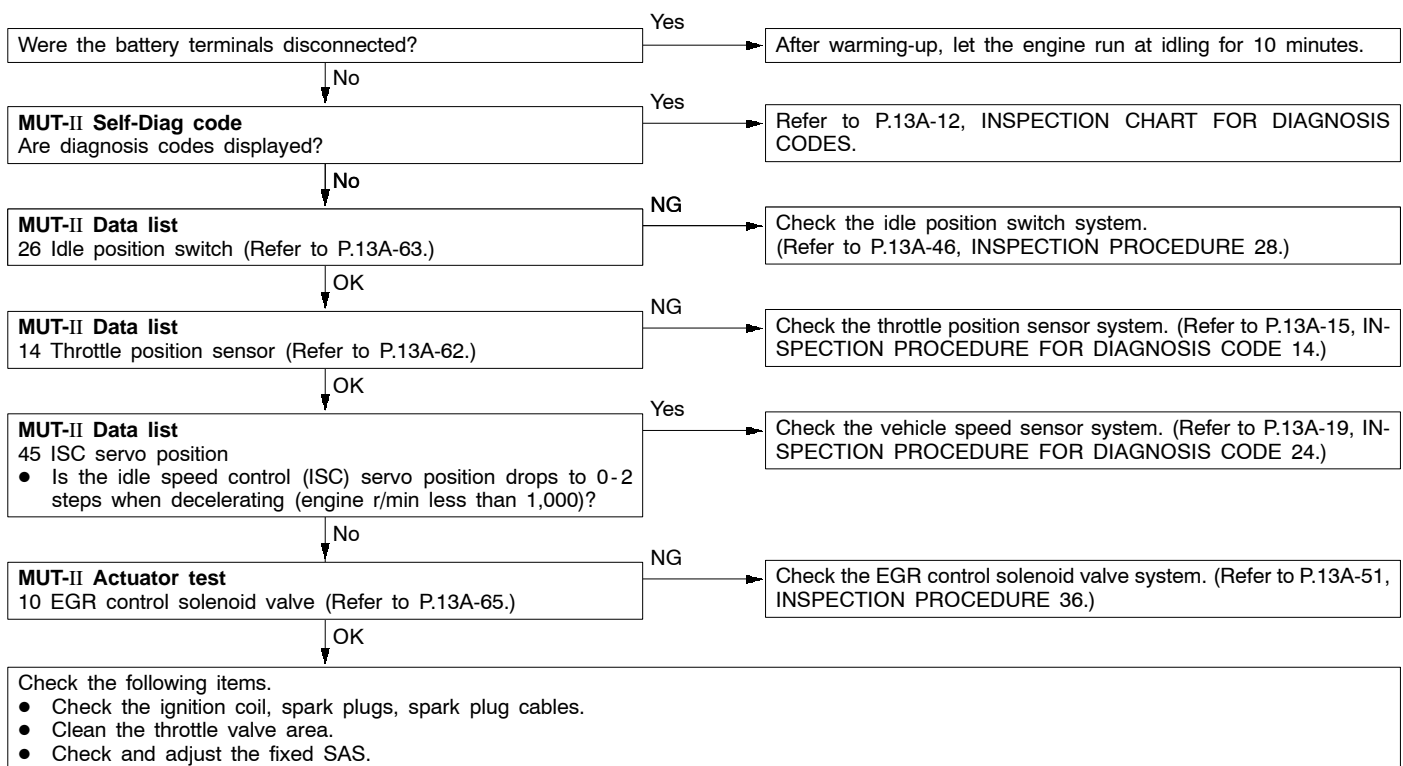 Were the battery terminals disconnected?
Yes
After warming-up, let the engine run at idling for 10 minutes.
No
MUT-II Self-Diag code
Are diagnosis codes displayed?
Yes
Refer to P.13A-12, INSPECTION CHART FOR DIAGNOSIS
CODES.
No
MUT-II Data list
26 Idle position switch (Refer to P.13A-63.)
NG
Check the idle position switch system.
(Refer to P.13A-46, INSPECTION PROCEDURE 28.)
OK
MUT-II Data list
14 Throttle position sensor (Refer to P.13A-62.)
NG
Check the throttle position sensor system. (Refer to P.13A-15, IN-
SPECTION PROCEDURE FOR DIAGNOSIS CODE 14.)
OK
MUT-II Data list
45 ISC servo position
● Is the idle speed control (ISC) servo position drops to 0-2
steps when decelerating (engine r/min less than 1,000)?
Yes
Check the vehicle speed sensor system. (Refer to P.13A-19, IN-
SPECTION PROCEDURE FOR DIAGNOSIS CODE 24.)
No
MUT-II Actuator test
10 EGR control solenoid valve (Refer to P.13A-65.)
NG
Check the EGR control solenoid valve system. (Refer to P.13A-51,
INSPECTION PROCEDURE 36.)
OK
Check the following items.
● Check the ignition coil, spark plugs, spark plug cables.
● Clean the throttle valve area.
● Check and adjust the fixed SAS.